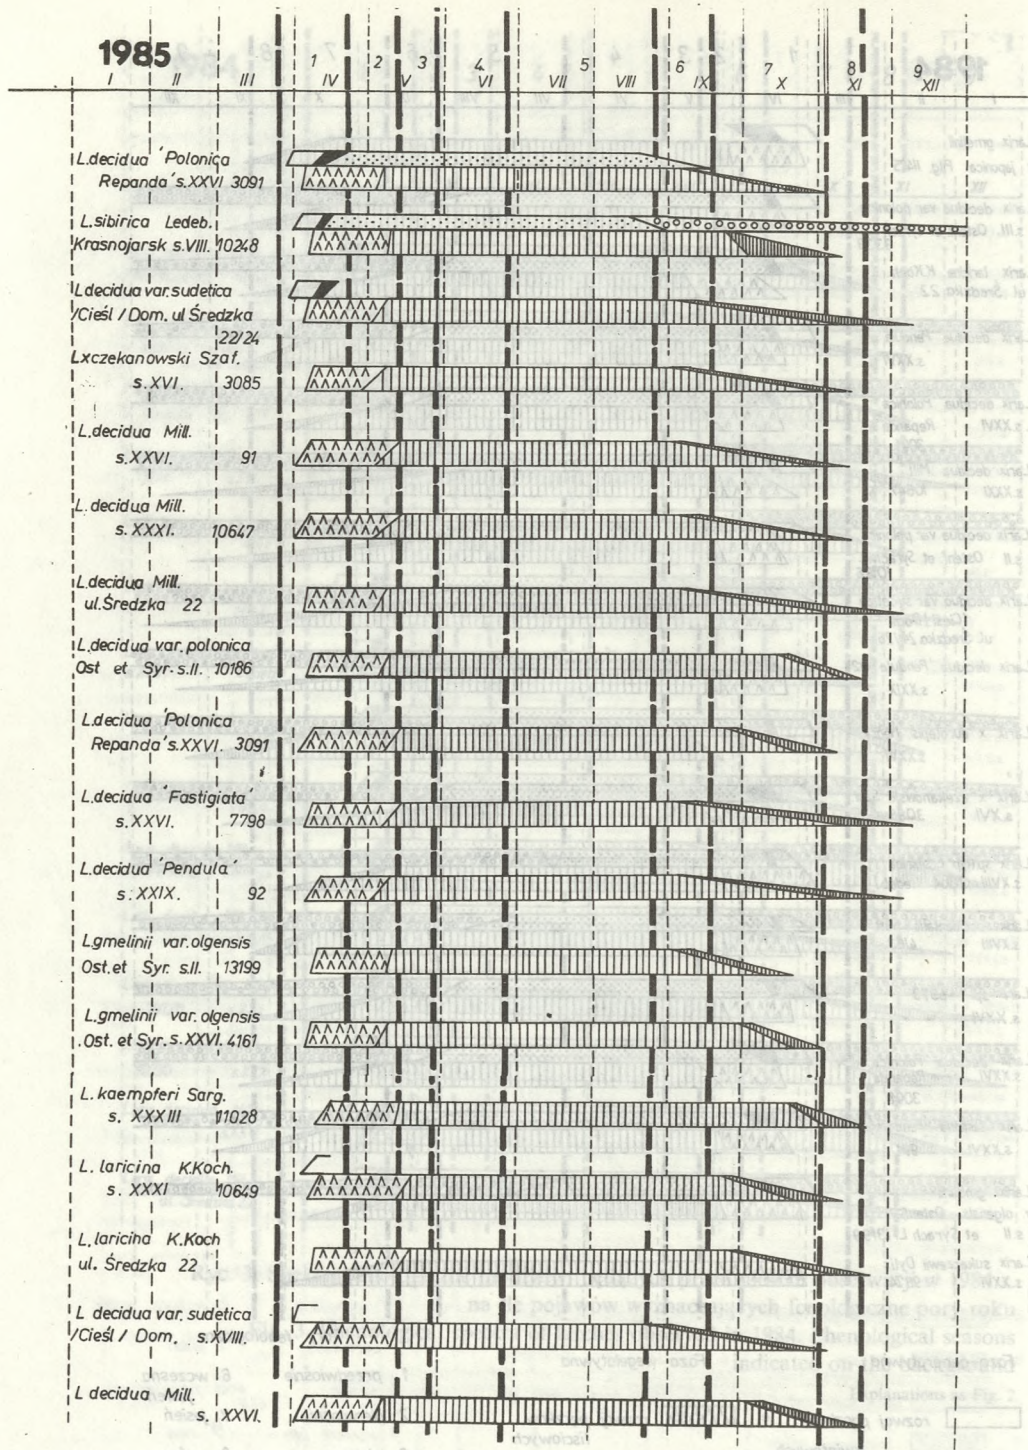 1985
1 2 3 4 5 6 7 8 9
I II III IV V VI VII VIII IX X XI XII
L.decidua 'Polonica
Repanda's.XXVI 3091
L.sibirica Ledeb.
Krasnojarsk s.VIII. 10248
L.decidua var.sudetica
/Cieśl / Dom. ul Średzka
22/24
Lxczekanowski Szaf.
s.XVI. 3085
L.decidua Mill.
s.XXVI. 91
L.decidua Mill.
s. XXXI. 10647
L.decidua Mill.
ul.Średzka 22
L.decidua var. polonica
Ost et Syr. s.II. 10186
L.decidua 'Polonica
Repanda's.XXVI. 3091
L.decidua 'Fastigiata'
s.XXVI. 7798
L.decidua 'Pendula'
s. XXIX. 92
L.gmelinii var. olgensis
Ost. et Syr. s.II. 13199
L.gmelinii var. olgensis
Ost. et Syr. s.XXVI. 4161
L. kaempferi Sarg.
s. XXXIII 11028
L. laricina K.Koch.
s. XXXI 10649
L. laricina K.Koch
ul. Średzka 22
L decidua var. sudetica
/Cieśl / Dom. s.XVIII.
L decidua Mill.
s. XXVI.